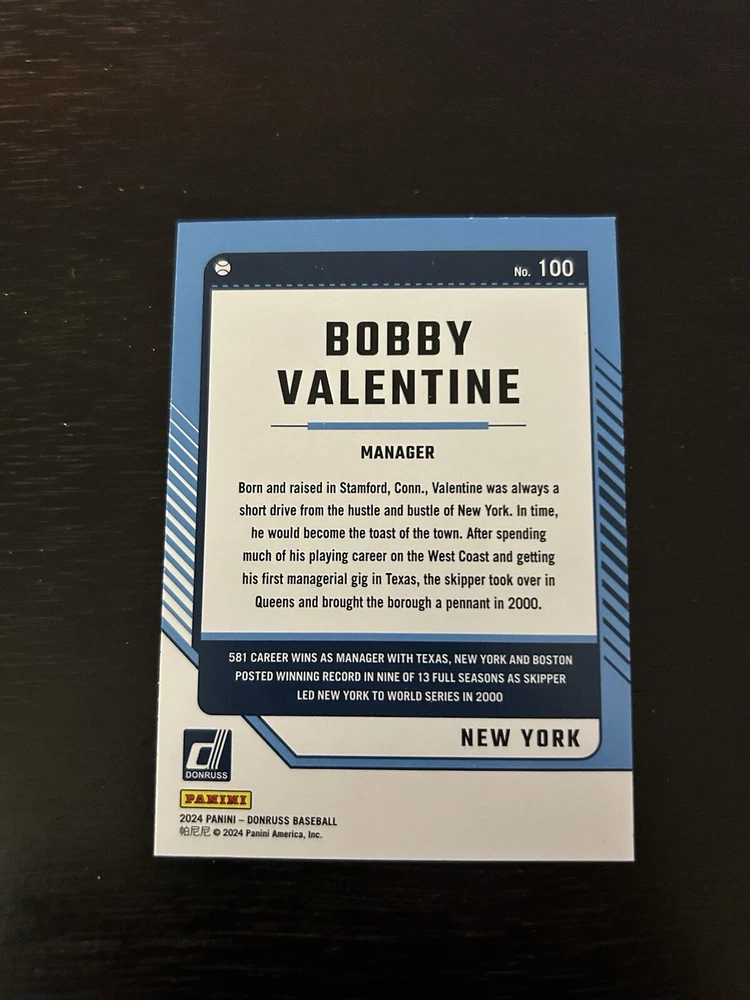 No. 100
BOBBY
VALENTINE
MANAGER
Born and raised in Stamford, Conn., Valentine was always a
short drive from the hustle and bustle of New York. In time,
he would become the toast of the town. After spending
much of his playing career on the West Coast and getting
his first managerial gig in Texas, the skipper took over in
Queens and brought the borough a pennant in 2000.
581 CAREER WINS AS MANAGER WITH TEXAS, NEW YORK AND BOSTON
POSTED WINNING RECORD IN NINE OF 13 FULL SEASONS AS SKIPPER
LED NEW YORK TO WORLD SERIES IN 2000
NEW YORK
d
DONRUSS
PANINI
2024 PANINI – DONRUSS BASEBALL
帕尼尼 © 2024 Panini America, Inc.